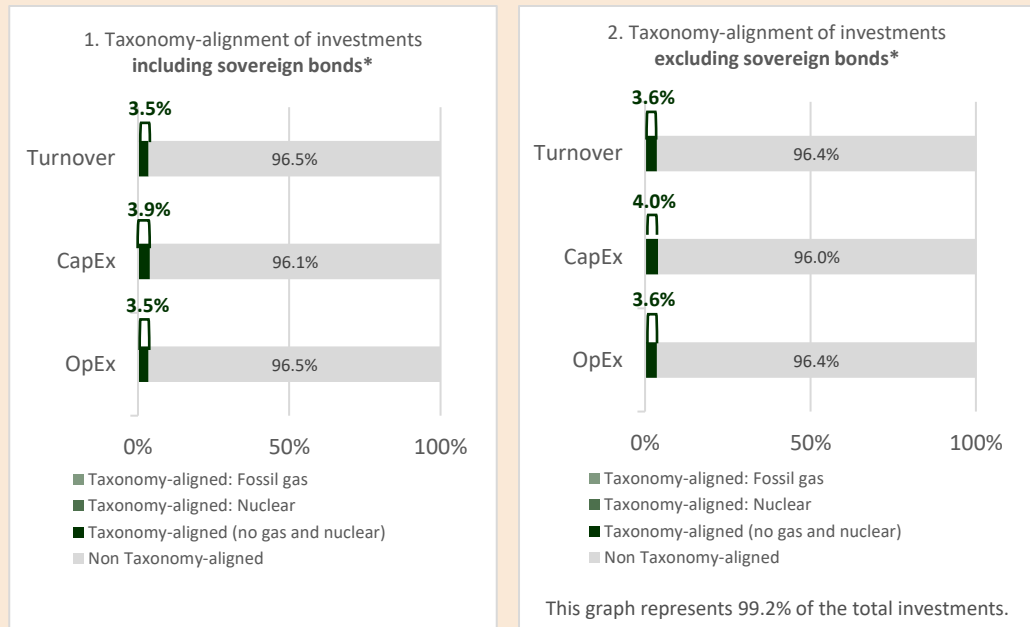 1. Taxonomy-alignment of investments
including sovereign bonds*
3.5%
Turnover
96.5%
3.9%
CapEx
96.1%
3.5%
OpEx
96.5%
0%
50%
100%
Taxonomy-aligned: Fossil gas
Taxonomy-aligned: Nuclear
Taxonomy-aligned (no gas and nuclear)
Non Taxonomy-aligned
2. Taxonomy-alignment of investments
excluding sovereign bonds*
3.6%
Turnover
96.4%
4.0%
CapEx
96.0%
3.6%
OpEx
96.4%
0%
50%
100%
Taxonomy-aligned: Fossil gas
Taxonomy-aligned: Nuclear
Taxonomy-aligned (no gas and nuclear)
Non Taxonomy-aligned
This graph represents 99.2% of the total investments.